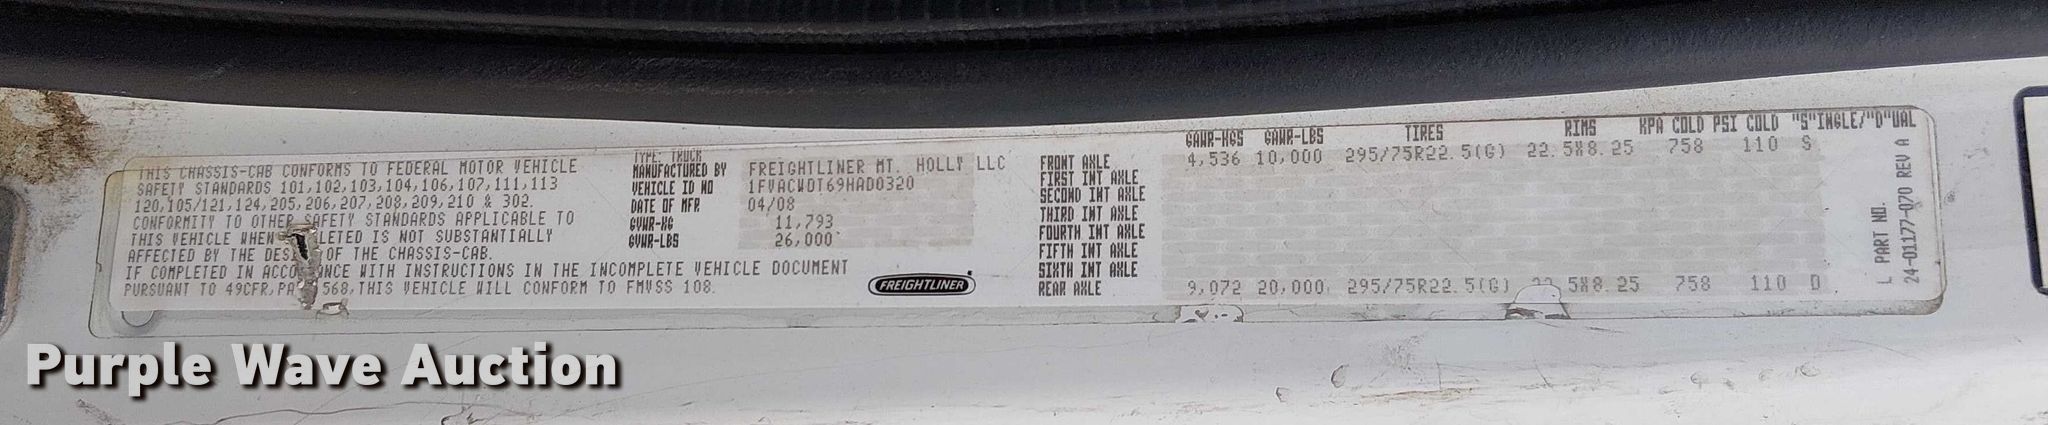 THIS CHASSIS-CAB CONFORMS TO FEDERAL MOTOR VEHICLE
SAFETY STANDARDS 101,102,103,104,106,107,111,113
120,105/121,124,205,206,207,208,209,210 & 302.
CONFORMITY TO OTHER SAFETY STANDARDS APPLICABLE TO
THIS VEHICLE WHEN LETED IS NOT SUBSTANTIALLY
AFFECTED BY THE DES OF THE CHASSIS-CAB.
IF COMPLETED IN ACCO NCE WITH INSTRUCTIONS IN THE INCOMPLETE VEHICLE DOCUMENT
PURSUANT TO 49CFR,PA 568,THIS VEHICLE WILL CONFORM TO FMVSS 108.
TYPE: TRUCK
MANUFACTURED BY FREIGHTLINER MT. HOLLY LLC
VEHICLE ID NO 1FVACWDT69HAD0320
DATE OF MFR 04/08
GVWR-KG 11,793
GVWR-LBS 26,000
FREIGHTLINER
GAWR-KGS GAWR-LBS TIRES RIMS KPA COLD PSI COLD "S"INGLE/"D"UAL
FRONT AXLE 4,536 10,000 295/75R22.5(G) 22.5X8.25 758 110 S
FIRST INT AXLE
SECOND INT AXLE
THIRD INT AXLE
FOURTH INT AXLE
FIFTH INT AXLE
SIXTH INT AXLE
REAR AXLE 9,072 20,000 295/75R22.5(G) 22.5X8.25 758 110 D
L PART NO.
24-01177-070 REV A
Purple Wave Auction